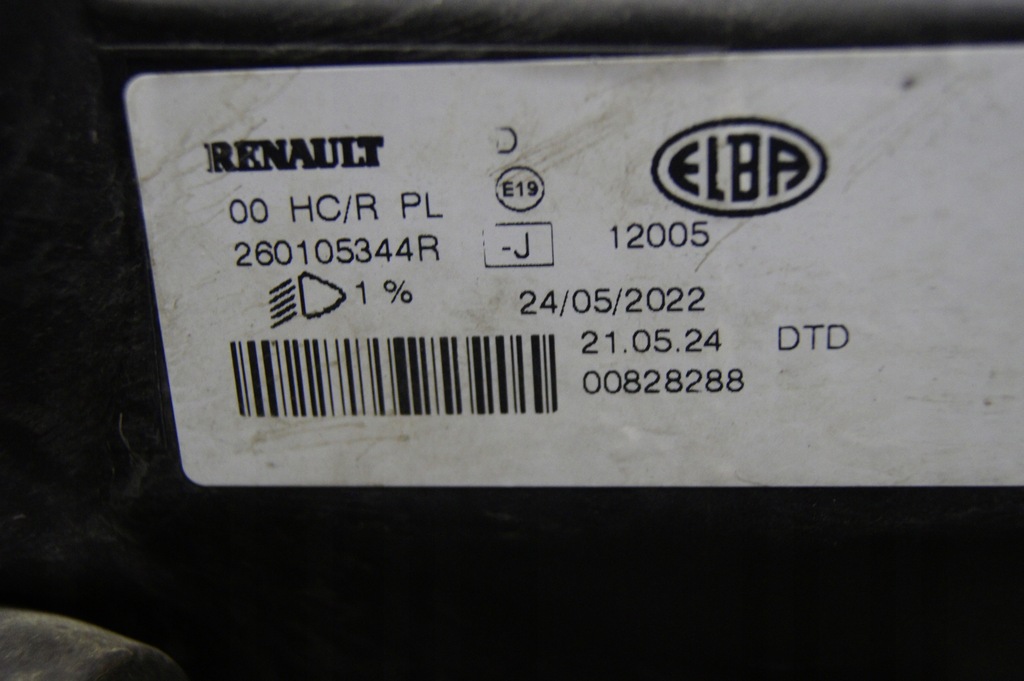 RENAULT
D
ELBA
E19
00 HC/R PL
260105344R
-J
12005
1 %
24/05/2022
21.05.24 DTD
00828288